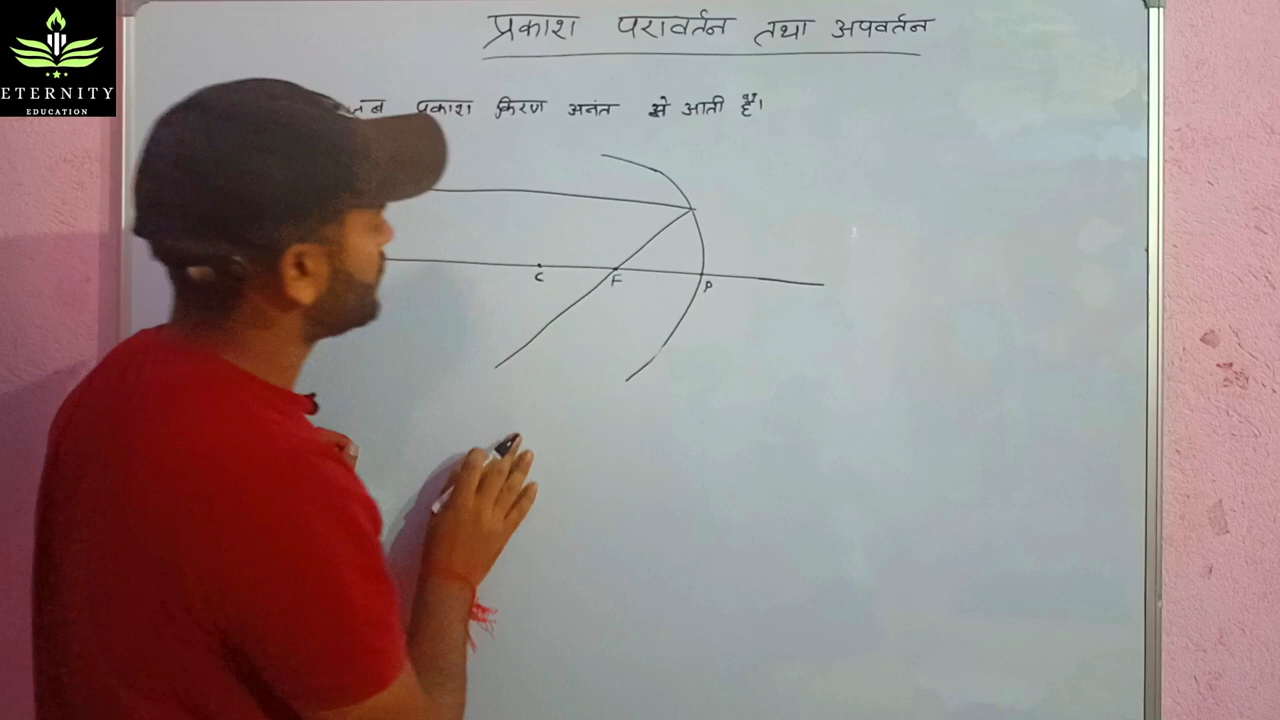 ETERNITY
EDUCATION
प्रकाश परावर्तन तथा अपवर्तन
जब प्रकाश किरण अनंत से आती हैं।
C F P